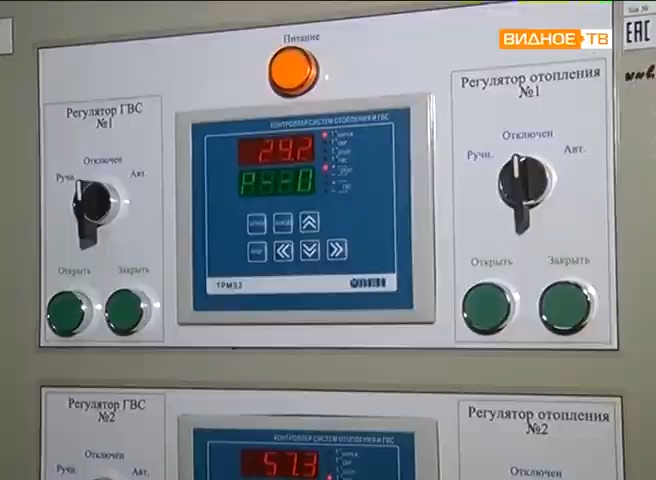 ВИДНОЕ ТВ
EAC
Питание
Регулятор ГВС
№1
Отключен
Ручн.
Авт.
Открыть
Закрыть
КОНТРОЛЛЕР СИСТЕМ ОТОПЛЕНИЯ И ГВС
29.2
ТРМ32
ОВЕН
Регулятор отопления
№1
Отключен
Ручн.
Авт.
Открыть
Закрыть
Регулятор ГВС
№2
Отключен
Ручн.
Авт.
КОНТРОЛЛЕР СИСТЕМ ОТОПЛЕНИЯ И ГВС
57.3
Регулятор отопления
№2
Отключен